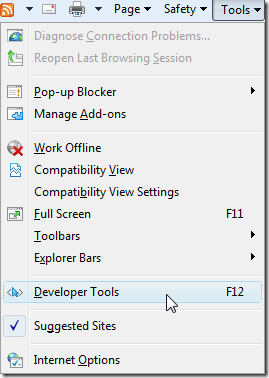 Page Safety Tools
Diagnose Connection Problems...
Reopen Last Browsing Session
Pop-up Blocker
Manage Add-ons
Work Offline
Compatibility View
Compatibility View Settings
Full Screen F11
Toolbars
Explorer Bars
Developer Tools F12
Suggested Sites
Internet Options